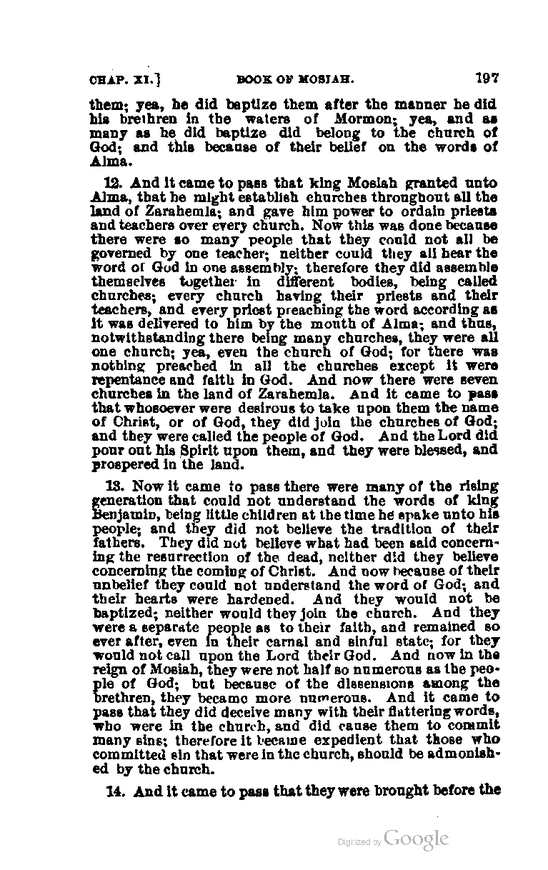 CHAP. XI.] BOOK OF MOSIAH. 197
them; yea, he did baptize them after the manner he did
his brethren in the waters of Mormon; yea, and as
many as he did baptize did belong to the church of
God; and this because of their belief on the words of
Alma.
12. And it came to pass that king Mosiah granted unto
Alma, that he might establish churches throughout all the
land of Zarahemla; and gave him power to ordain priests
and teachers over every church. Now this was done because
there were so many people that they could not all be
governed by one teacher; neither could they all hear the
word of God in one assembly; therefore they did assemble
themselves together in different bodies, being called
churches; every church having their priests and their
teachers, and every priest preaching the word according as
it was delivered to him by the mouth of Alma; and thus,
notwithstanding there being many churches, they were all
one church; yea, even the church of God; for there was
nothing preached in all the churches except it were
repentance and faith in God. And now there were seven
churches in the land of Zarahemla. And it came to pass
that whosoever were desirous to take upon them the name
of Christ, or of God, they did join the churches of God;
and they were called the people of God. And the Lord did
pour out his Spirit upon them, and they were blessed, and
prospered in the land.
13. Now it came to pass there were many of the rising
generation that could not understand the words of king
Benjamin, being little children at the time he spake unto his
people; and they did not believe the tradition of their
fathers. They did not believe what had been said concern-
ing the resurrection of the dead, neither did they believe
concerning the coming of Christ. And now because of their
unbelief they could not understand the word of God; and
their hearts were hardened. And they would not be
baptized; neither would they join the church. And they
were a separate people as to their faith, and remained so
ever after, even in their carnal and sinful state; for they
would not call upon the Lord their God. And now in the
reign of Mosiah, they were not half so numerous as the peo-
ple of God; but because of the dissensions among the
brethren, they became more numerous. And it came to
pass that they did deceive many with their flattering words,
who were in the church, and did cause them to commit
many sins; therefore it became expedient that those who
committed sin that were in the church, should be admonish-
ed by the church.
14. And it came to pass that they were brought before the
Digitized by Google